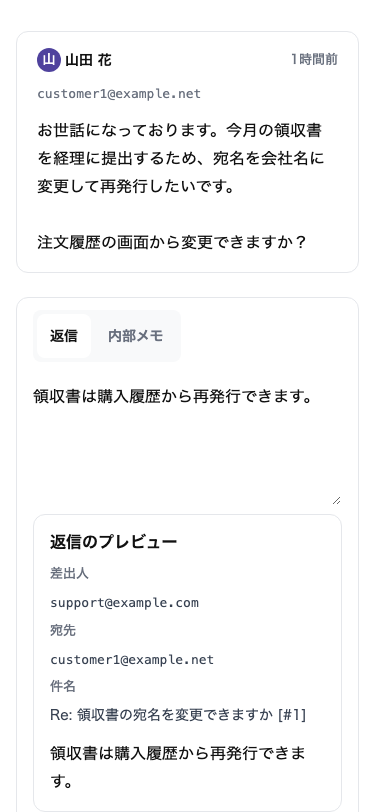 山 山田 花 1時間前
customer1@example.net
お世話になっております。今月の領収書
を経理に提出するため、宛名を会社名に
変更して再発行したいです。
注文履歴の画面から変更できますか？
返信 内部メモ
領収書は購入履歴から再発行できます。
返信のプレビュー
差出人
support@example.com
宛先
customer1@example.net
件名
Re: 領収書の宛名を変更できますか [#1]
領収書は購入履歴から再発行できま
す。